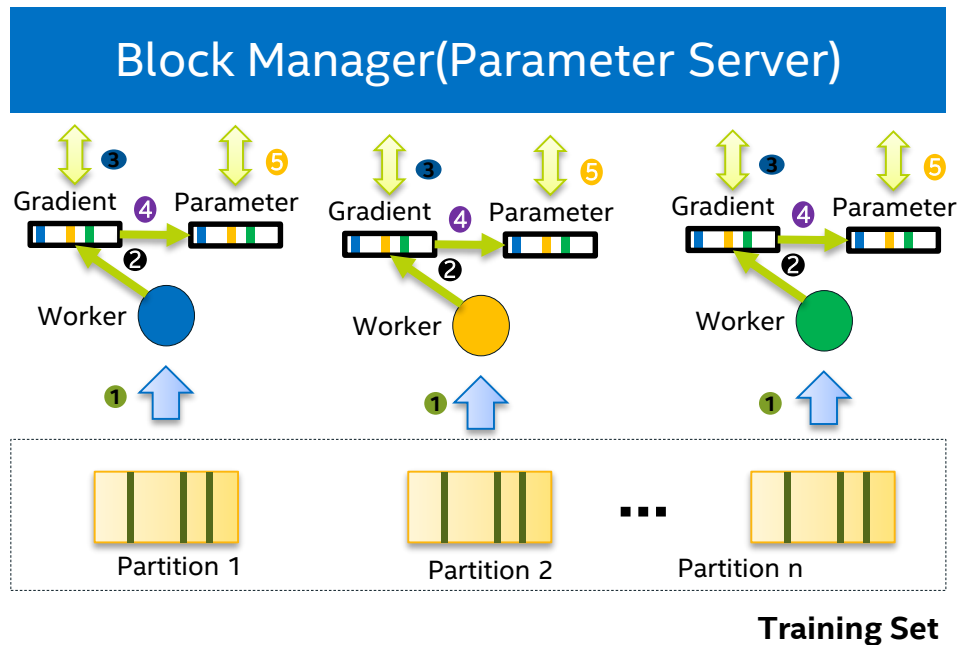 Block Manager(Parameter Server)
3
5
Gradient
4
Parameter
2
Worker
1
3
5
Gradient
4
Parameter
2
Worker
1
3
5
Gradient
4
Parameter
2
Worker
1
...
Partition 1
Partition 2
Partition n
Training Set